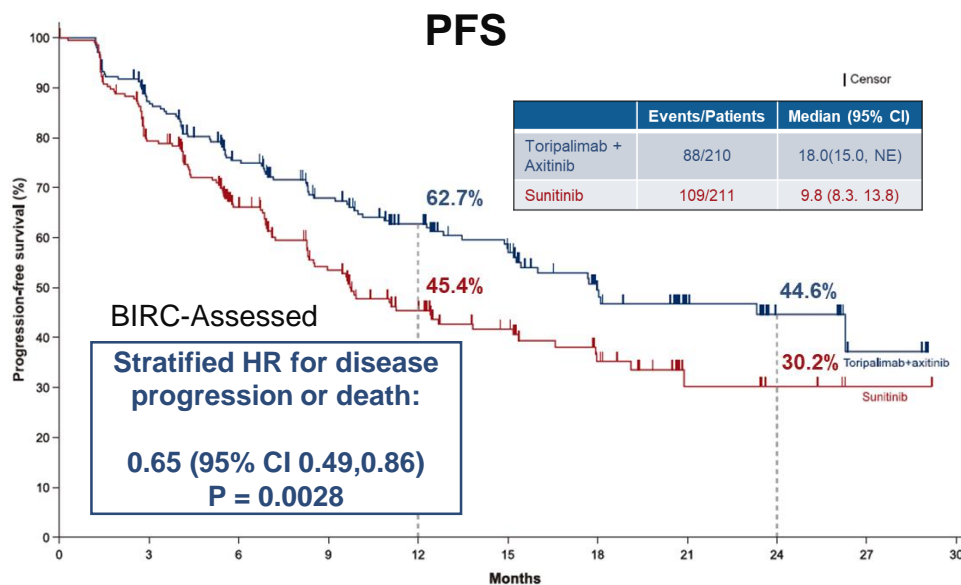 PFS
Censor
Events/Patients Median (95% CI)
Toripalimab +
Axitinib
88/210 18.0(15.0, NE)
Sunitinib 109/211 9.8 (8.3. 13.8)
Progression-free survival (%)
100
90
80
70
60
50
40
30
20
10
0
62.7%
45.4%
44.6%
30.2%
Toripalimab+axitinib
Sunitinib
BIRC-Assessed
Stratified HR for disease
progression or death:
0.65 (95% CI 0.49,0.86)
P = 0.0028
0 3 6 9 12 15 18 21 24 27 30
Months